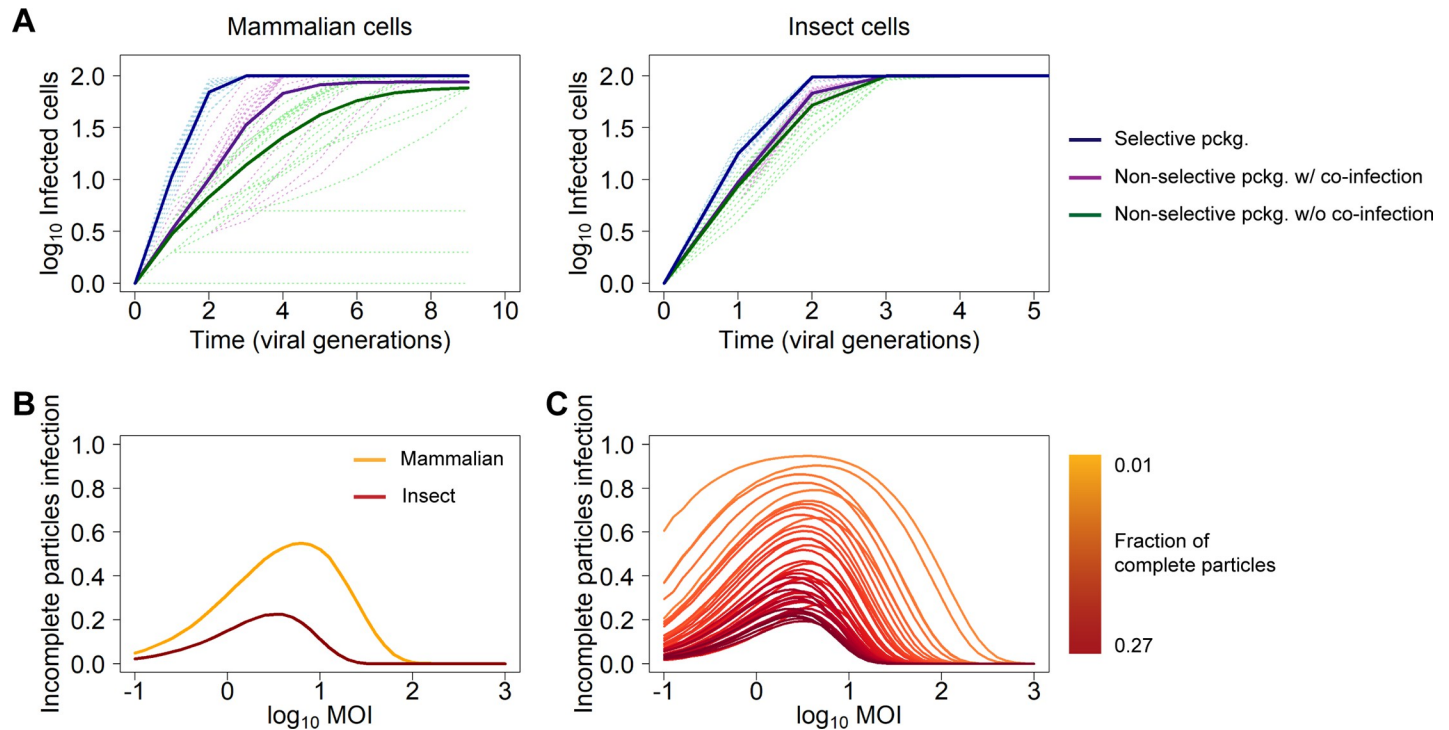 A
Mammalian cells
Insect cells
log10 Infected cells
2.0
1.5
1.0
0.5
0.0
0 2 4 6 8 10
Time (viral generations)
log10 Infected cells
2.0
1.5
1.0
0.5
0.0
0 1 2 3 4 5
Time (viral generations)
Selective pckg.
Non-selective pckg. w/ co-infection
Non-selective pckg. w/o co-infection
B
Incomplete particles infection
1.0
0.8
0.6
0.4
0.2
0.0
Mammalian
Insect
-1 0 1 2 3
log10 MOI
C
Incomplete particles infection
1.0
0.8
0.6
0.4
0.2
0.0
-1 0 1 2 3
log10 MOI
0.01
Fraction of
complete particles
0.27